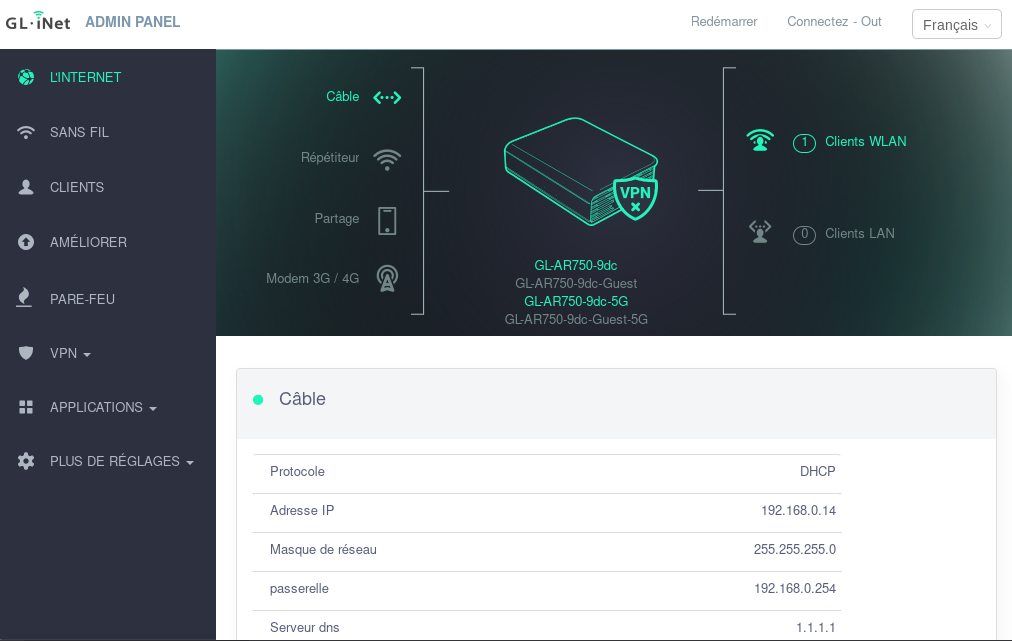 GL·iNet ADMIN PANEL Redémarrer Connectez - Out Français
L'INTERNET
SANS FIL
CLIENTS
AMÉLIORER
PARE-FEU
VPN
APPLICATIONS
PLUS DE RÉGLAGES
Câble
Répétiteur
Partage
Modem 3G / 4G
VPN
GL-AR750-9dc
GL-AR750-9dc-Guest
GL-AR750-9dc-5G
GL-AR750-9dc-Guest-5G
1 Clients WLAN
0 Clients LAN
Câble
Protocole DHCP
Adresse IP 192.168.0.14
Masque de réseau 255.255.255.0
passerelle 192.168.0.254
Serveur dns 1.1.1.1